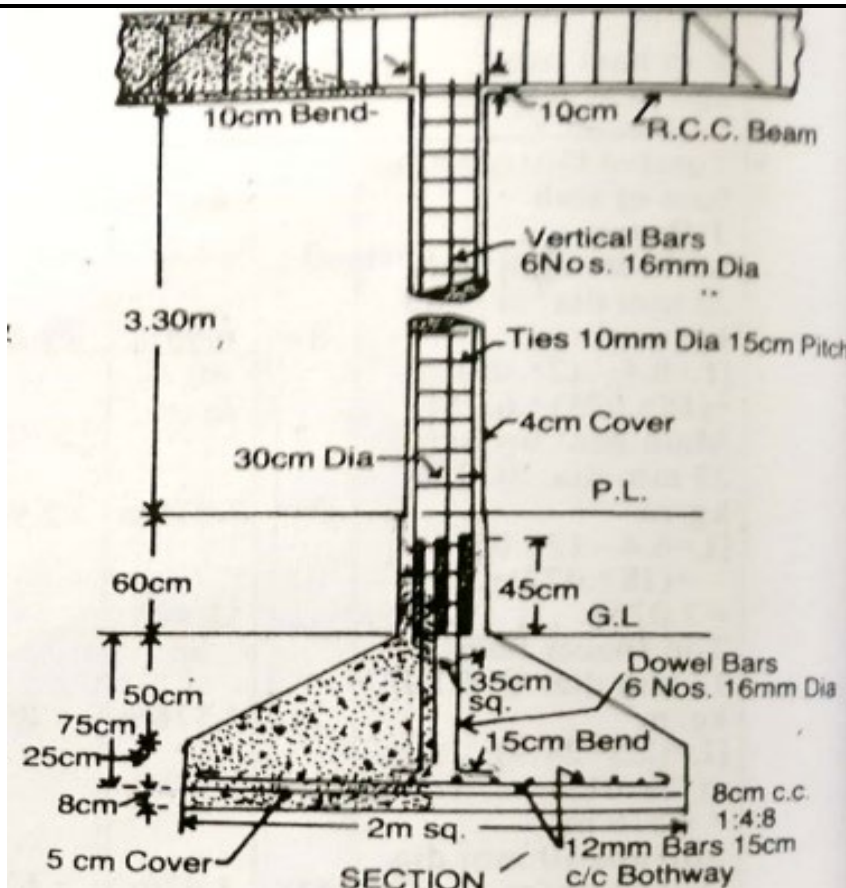 10cm Bend-
10cm
R.C.C. Beam
Vertical Bars
6Nos. 16mm Dia
3.30m
Ties 10mm Dia 15cm Pitch
4cm Cover
30cm Dia
P.L.
60cm
45cm
G.L
50cm
35cm
sq.
Dowel Bars
6 Nos. 16mm Dia
75cm
25cm
15cm Bend
8cm
8cm c.c.
1:4:8
2m sq.
5 cm Cover
12mm Bars 15cm
c/c Bothway
SECTION